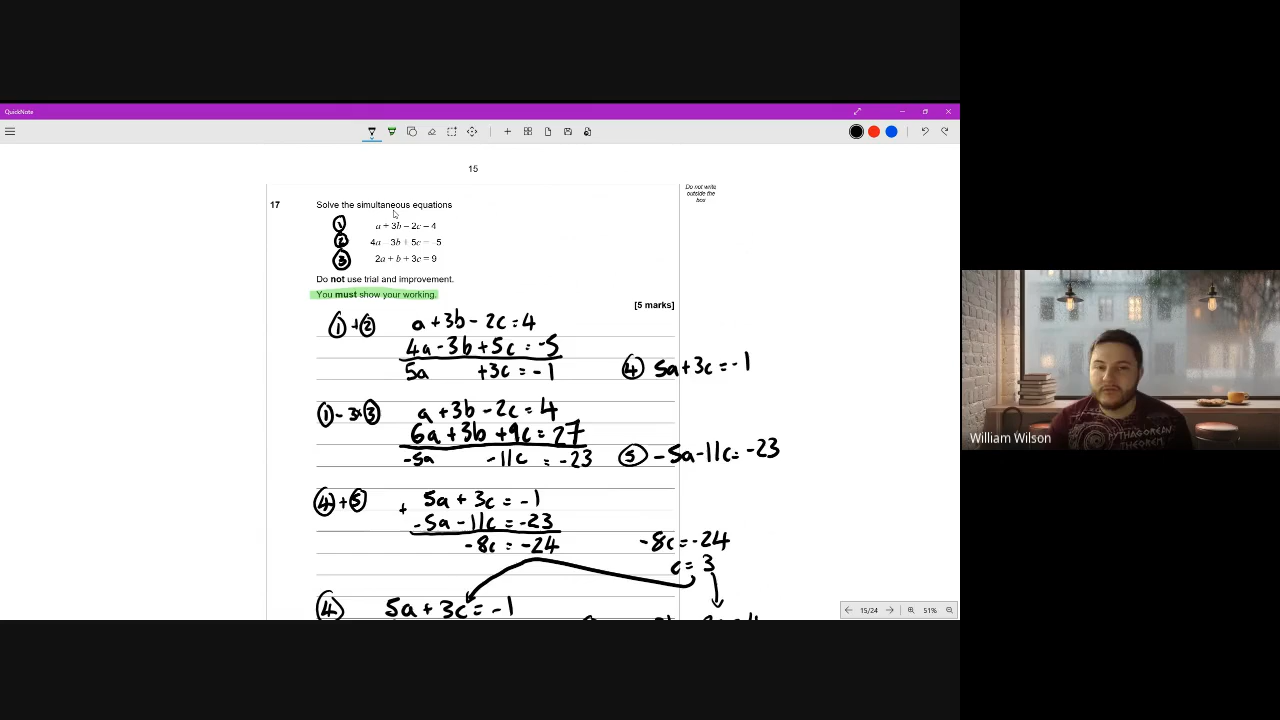 QuickNote
15
Do not write
outside the
box
17 Solve the simultaneous equations
① a + 3b − 2c = 4
② 4a − 3b + 5c = −5
③ 2a + b + 3c = 9
Do not use trial and improvement.
You must show your working.
[5 marks]
①+② a + 3b - 2c = 4
4a - 3b + 5c = -5
5a + 3c = -1
④ 5a + 3c = -1
① - 3×③ a + 3b - 2c = 4
6a + 3b + 9c = 27
-5a - 11c = -23
⑤ -5a - 11c = -23
④+⑤ 5a + 3c = -1
+ -5a - 11c = -23
-8c = -24
-8c = -24
c = 3
④ 5a + 3c = -1
15/24
51%
PYTHAGOREAN
THEOREM
William Wilson